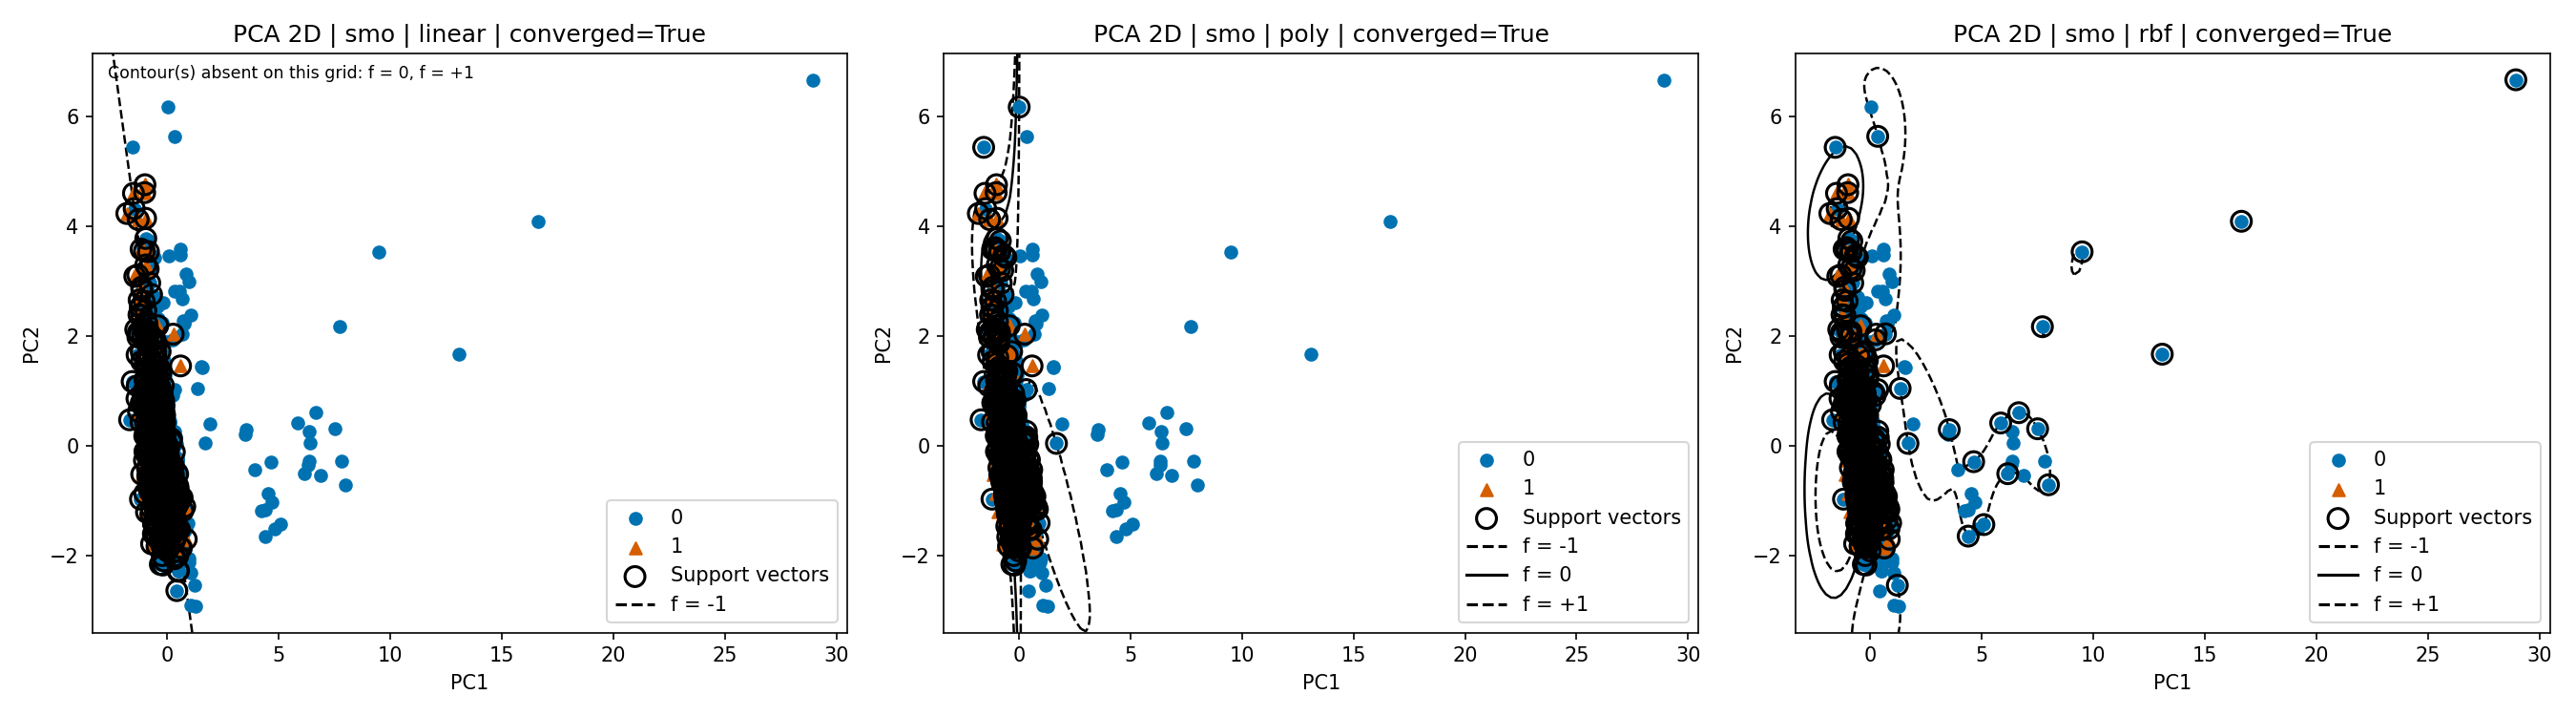 PCA 2D | smo | linear | converged=True
Contour(s) absent on this grid: f = 0, f = +1
6
4
2
0
−2
PC2
0
5
10
15
20
25
30
PC1
0
1
Support vectors
f = -1
PCA 2D | smo | poly | converged=True
6
4
2
0
−2
PC2
0
5
10
15
20
25
30
PC1
0
1
Support vectors
f = -1
f = 0
f = +1
PCA 2D | smo | rbf | converged=True
6
4
2
0
−2
PC2
0
5
10
15
20
25
30
PC1
0
1
Support vectors
f = -1
f = 0
f = +1